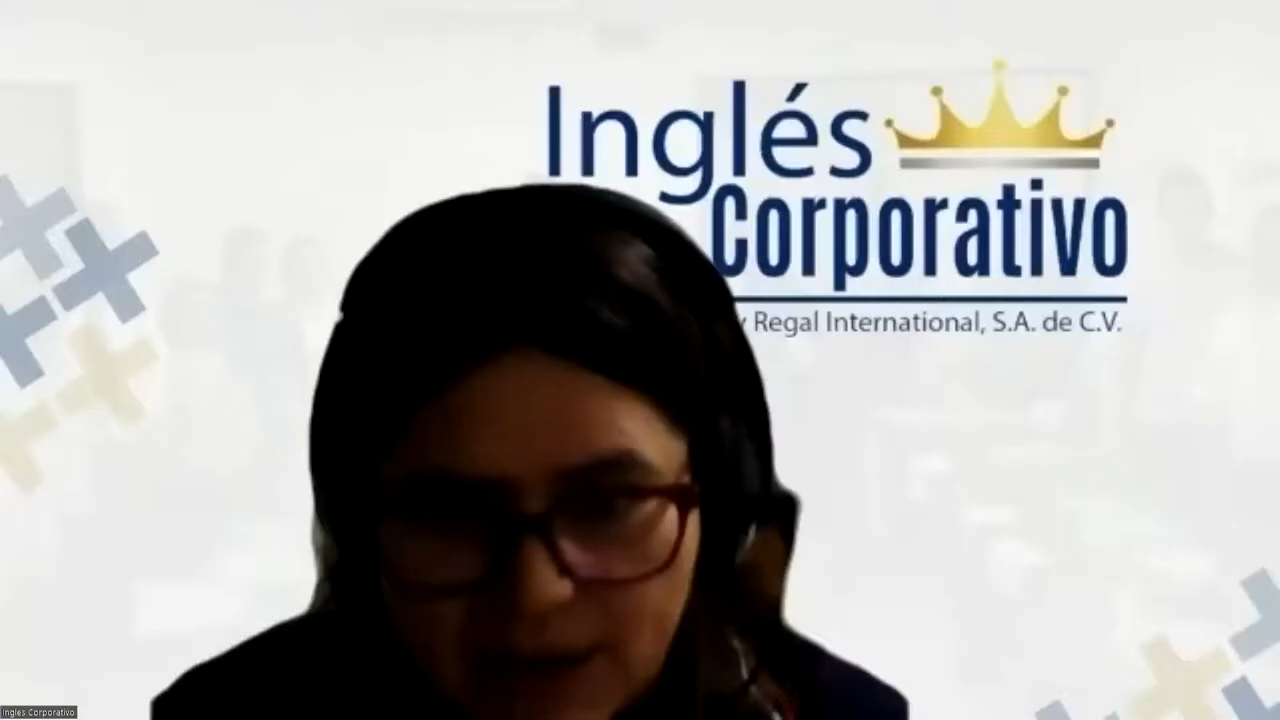 Inglés
Corporativo
y Regal International, S.A. de C.V.
Ingles Corporativo